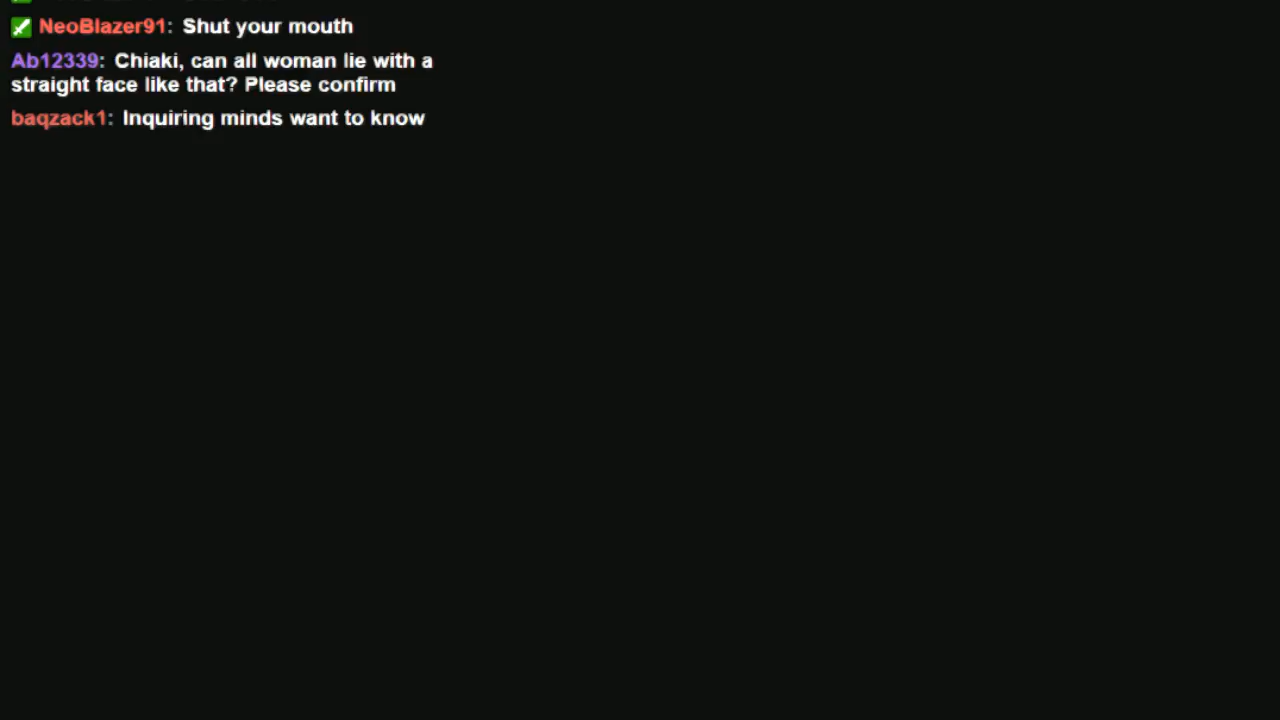 NeoBlazer91: Shut your mouth
Ab12339: Chiaki, can all woman lie with a
straight face like that? Please confirm
baqzack1: Inquiring minds want to know